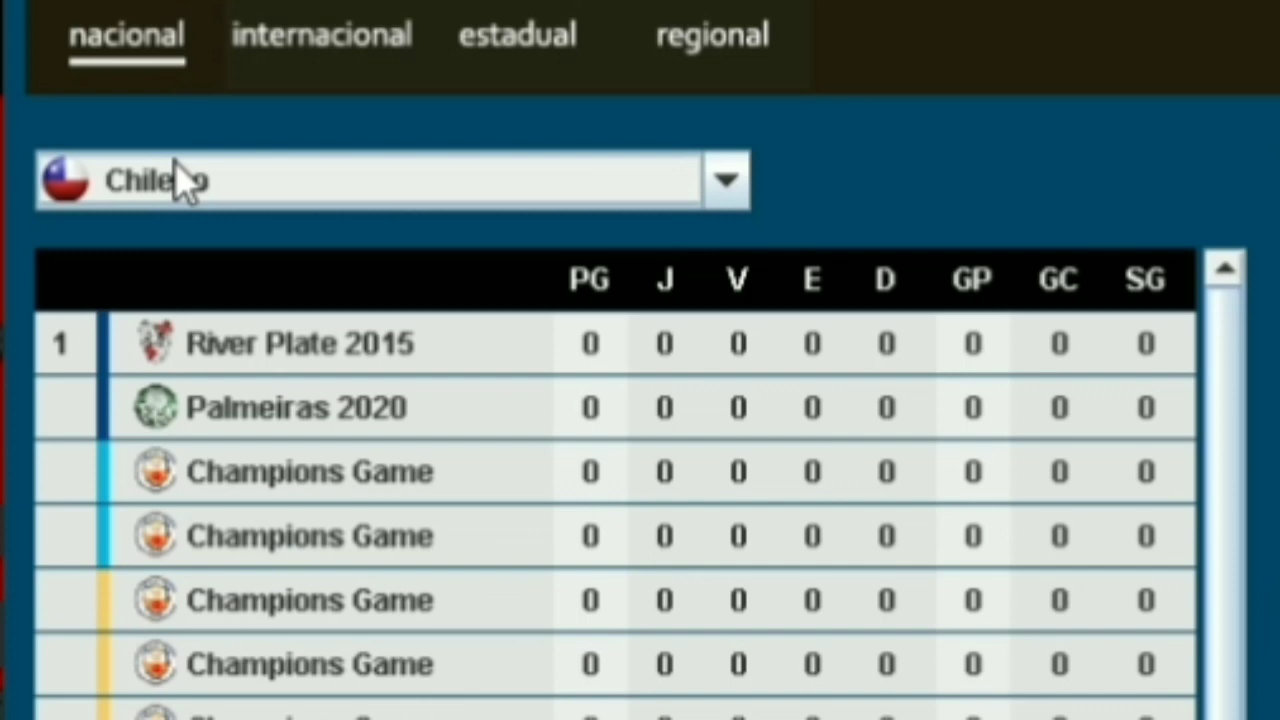 nacional internacional estadual regional
PG J V E D GP GC SG
1 River Plate 2015 0 0 0 0 0 0 0 0
Palmeiras 2020 0 0 0 0 0 0 0 0
Champions Game 0 0 0 0 0 0 0 0
Champions Game 0 0 0 0 0 0 0 0
Champions Game 0 0 0 0 0 0 0 0
Champions Game 0 0 0 0 0 0 0 0